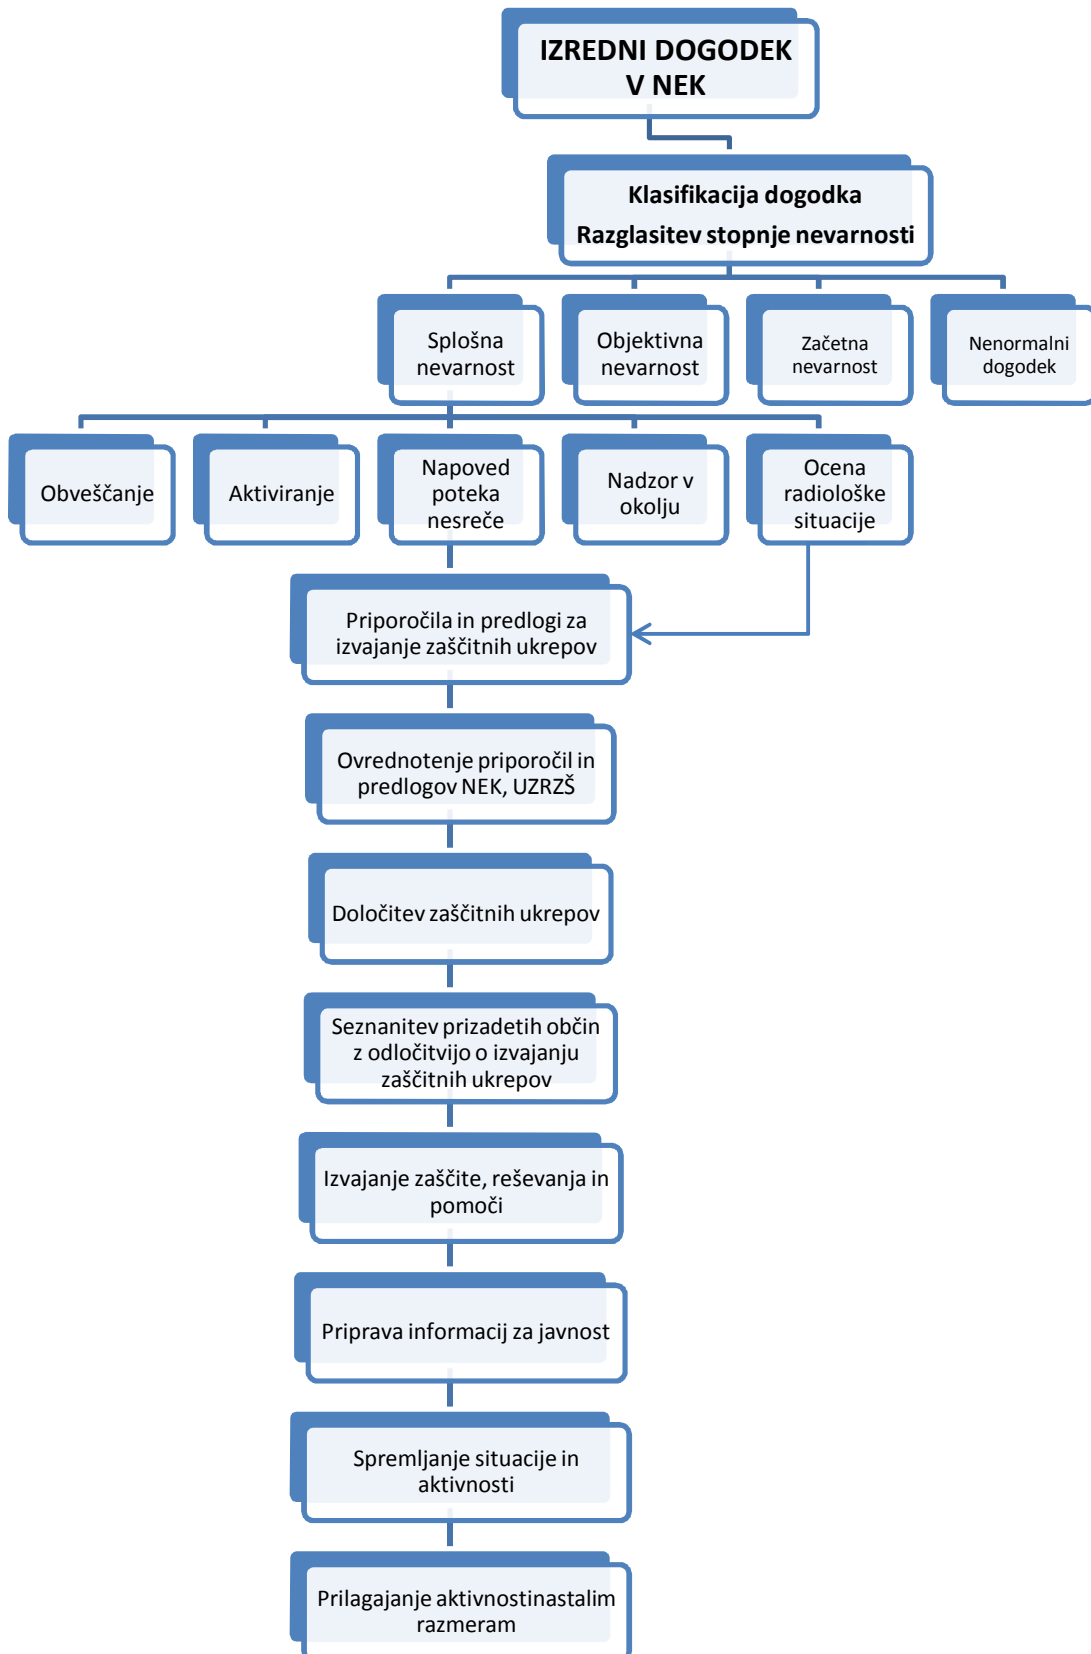 IZREDNI DOGODEK
V NEK
Klasifikacija dogodka
Razglasitev stopnje nevarnosti
Splošna
nevarnost
Objektivna
nevarnost
Začetna
nevarnost
Nenormalni
dogodek
Obveščanje
Aktiviranje
Napoved
poteka
nesreče
Nadzor v
okolju
Ocena
radiološke
situacije
Priporočila in predlogi za
izvajanje zaščitnih ukrepov
Ovrednotenje priporočil in
predlogov NEK, UZRZŠ
Določitev zaščitnih ukrepov
Seznanitev prizadetih občin
z odločitvijo o izvajanju
zaščitnih ukrepov
Izvajanje zaščite, reševanja in
pomoči
Priprava informacij za javnost
Spremljanje situacije in
aktivnosti
Prilagajanje aktivnostinastalim
razmeram